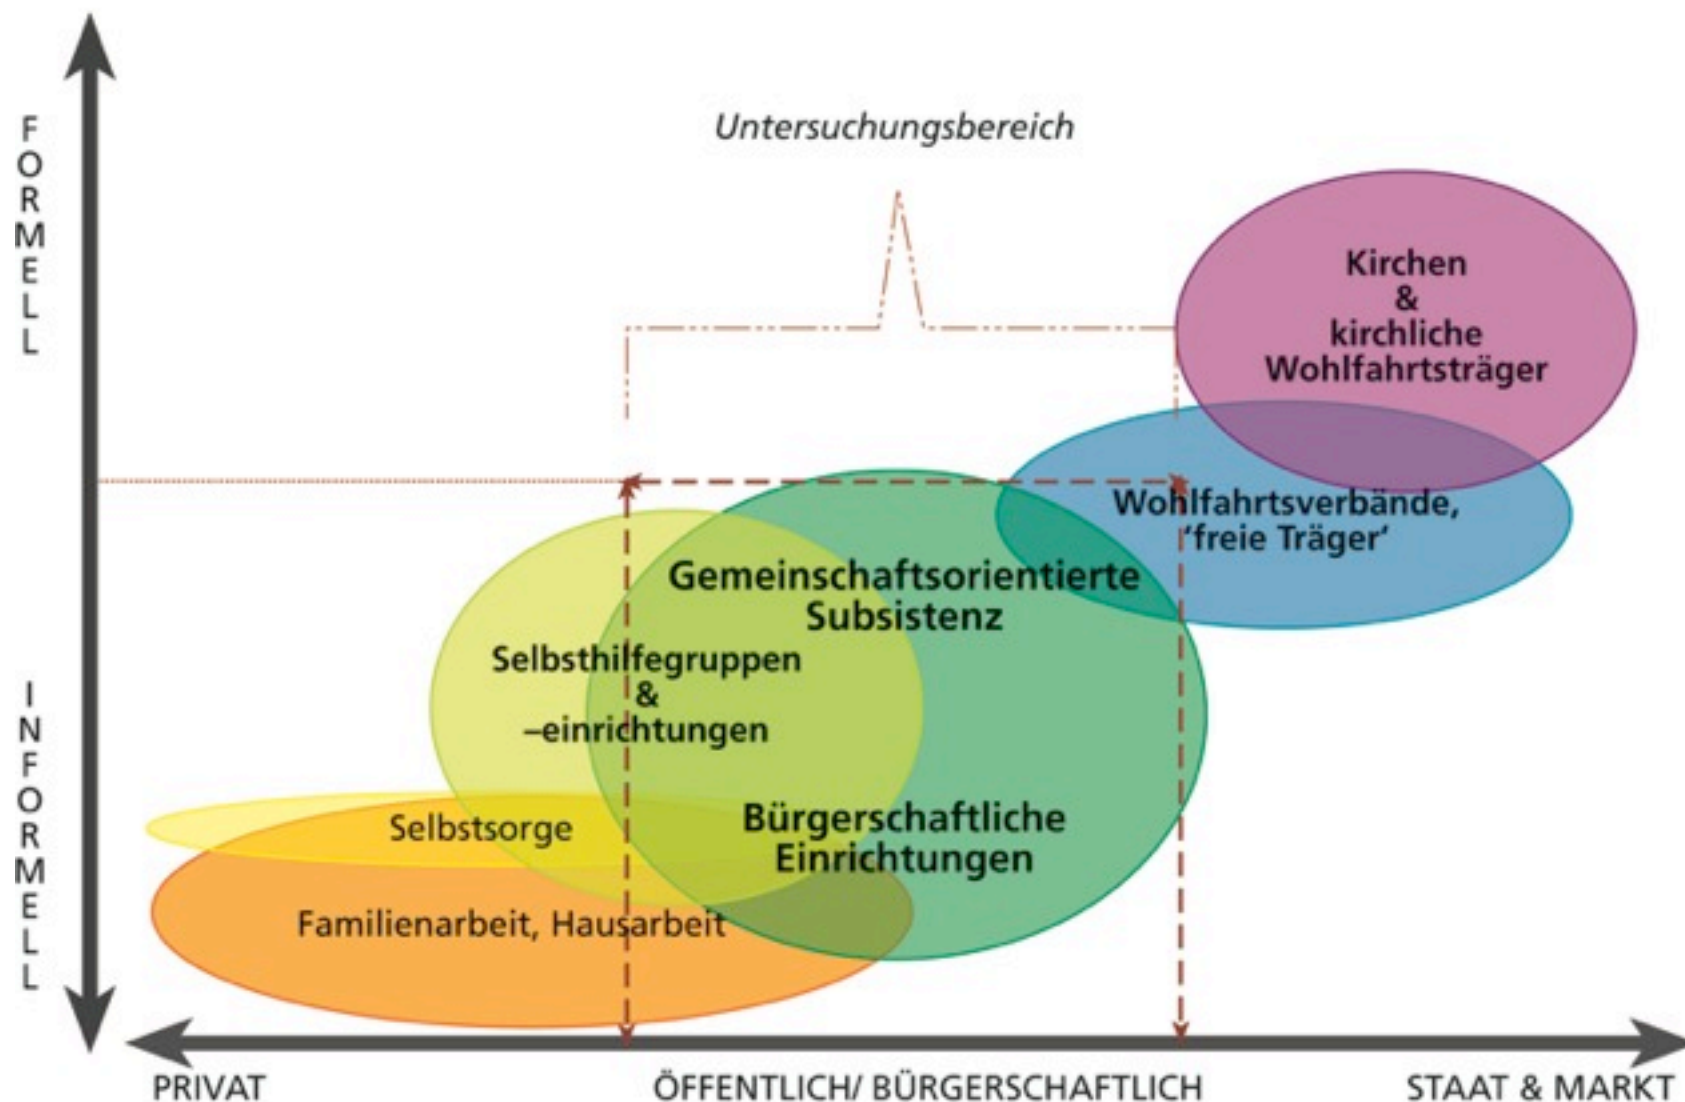 FORMELL
Untersuchungsbereich
Kirchen
&
kirchliche
Wohlfahrtsträger
Wohlfahrtsverbände,
‘freie Träger‘
Gemeinschaftsorientierte
Subsistenz
Selbsthilfegruppen
&
–einrichtungen
INFORMELL
Bürgerschaftliche
Einrichtungen
Selbstsorge
Familienarbeit, Hausarbeit
PRIVAT
ÖFFENTLICH/ BÜRGERSCHAFTLICH
STAAT & MARKT